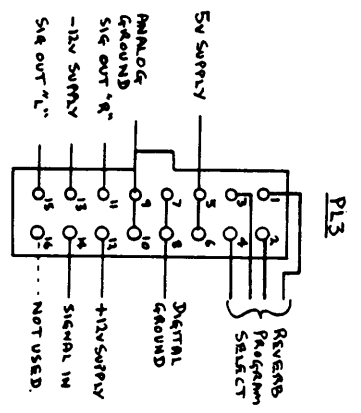 PL3
5V SUPPLY
ANALOG
GROUND
SIG OUT "R"
-12V SUPPLY
SIG OUT "L"
1
3
5
7
9
11
13
15
2
4
6
8
10
12
14
16
REVERB
PROGRAM
SELECT
DIGITAL
GROUND
+12V SUPPLY
SIGNAL IN
NOT USED.